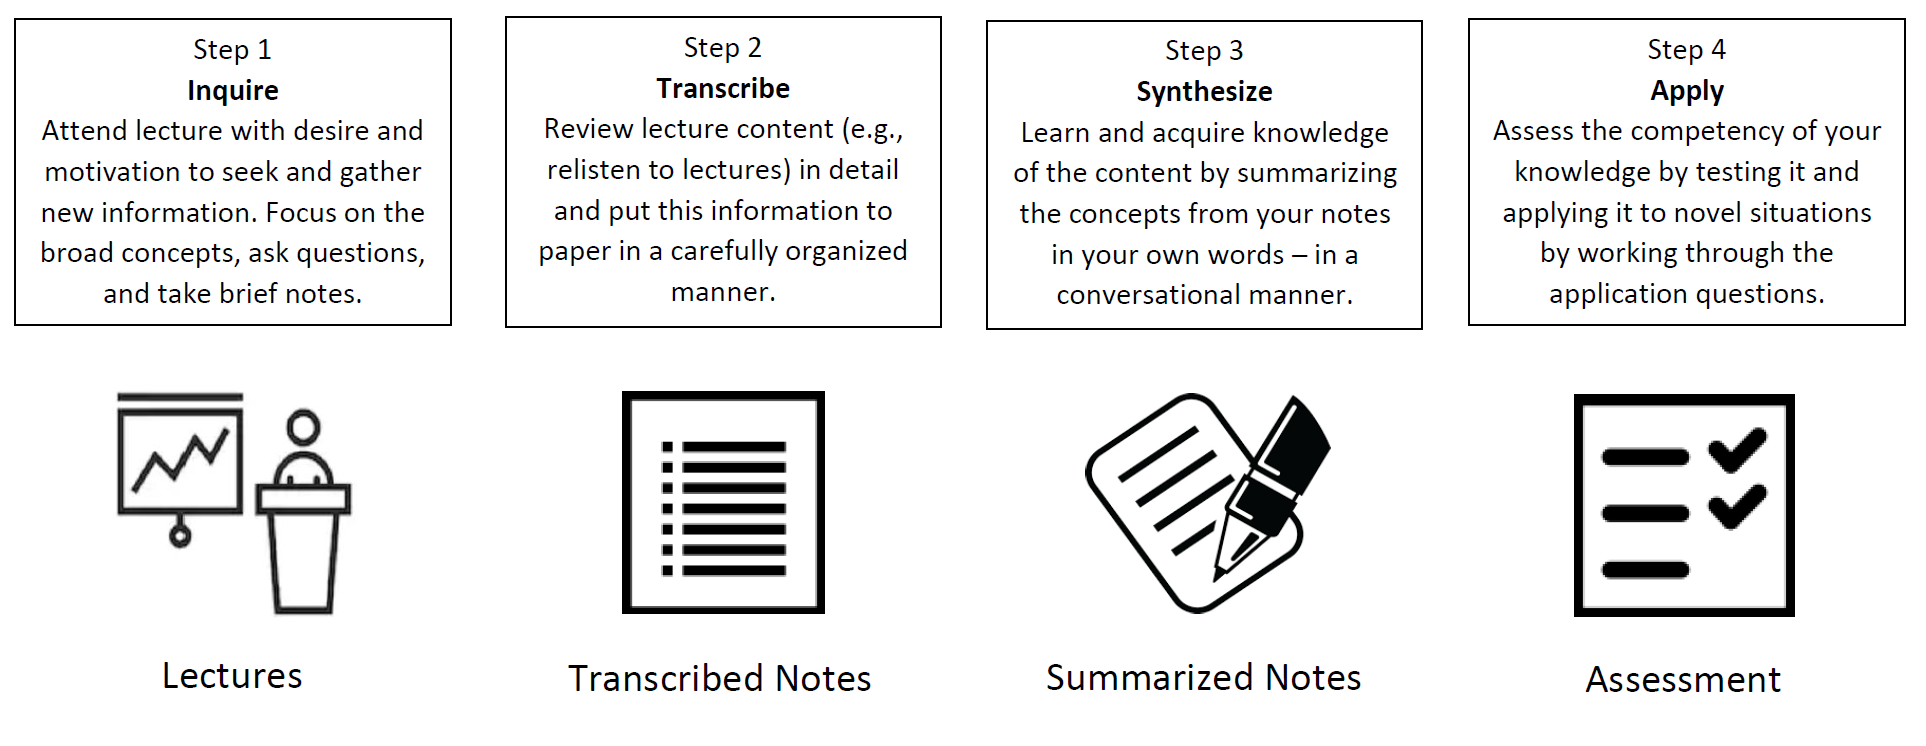 Step 1
Inquire
Attend lecture with desire and
motivation to seek and gather
new information. Focus on the
broad concepts, ask questions,
and take brief notes.
Step 2
Transcribe
Review lecture content (e.g.,
relisten to lectures) in detail
and put this information to
paper in a carefully organized
manner.
Step 3
Synthesize
Learn and acquire knowledge
of the content by summarizing
the concepts from your notes
in your own words – in a
conversational manner.
Step 4
Apply
Assess the competency of your
knowledge by testing it and
applying it to novel situations
by working through the
application questions.
Lectures
Transcribed Notes
Summarized Notes
Assessment